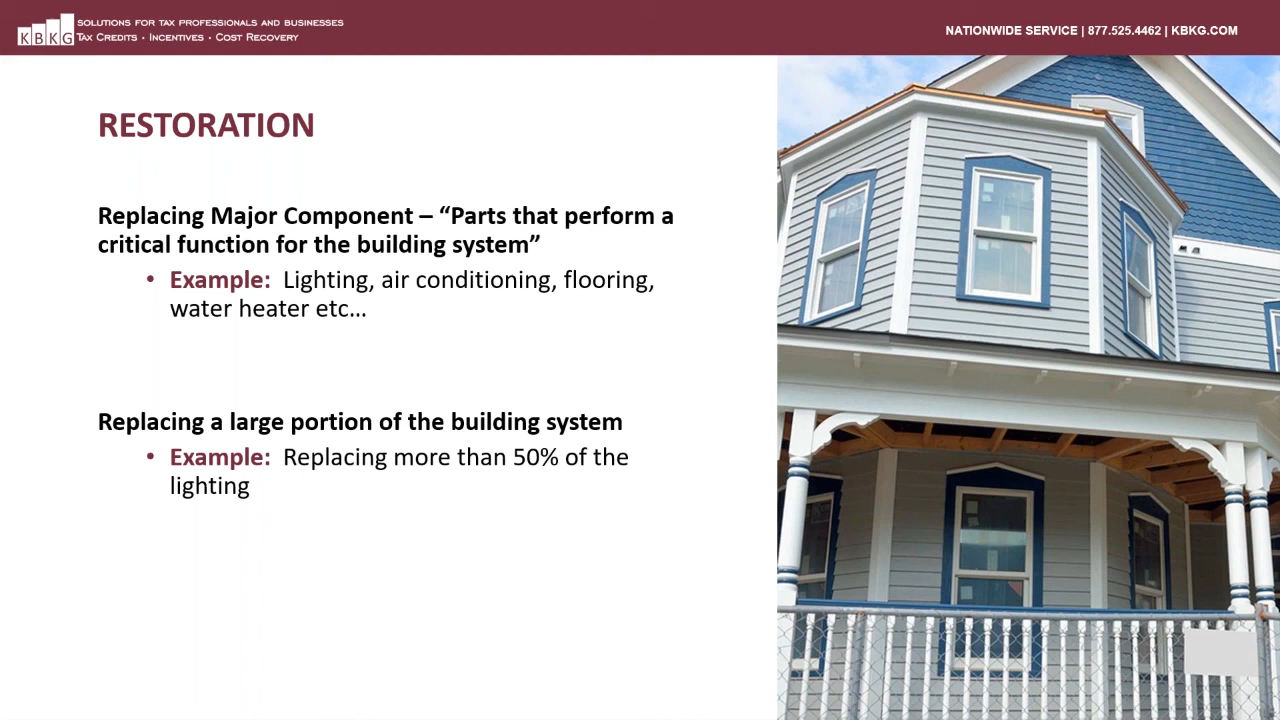 KBKG
SOLUTIONS FOR TAX PROFESSIONALS AND BUSINESSES
TAX CREDITS · INCENTIVES · COST RECOVERY
NATIONWIDE SERVICE | 877.525.4462 | KBKG.COM
RESTORATION
Replacing Major Component – “Parts that perform a
critical function for the building system”
• Example: Lighting, air conditioning, flooring,
water heater etc…
Replacing a large portion of the building system
• Example: Replacing more than 50% of the
lighting